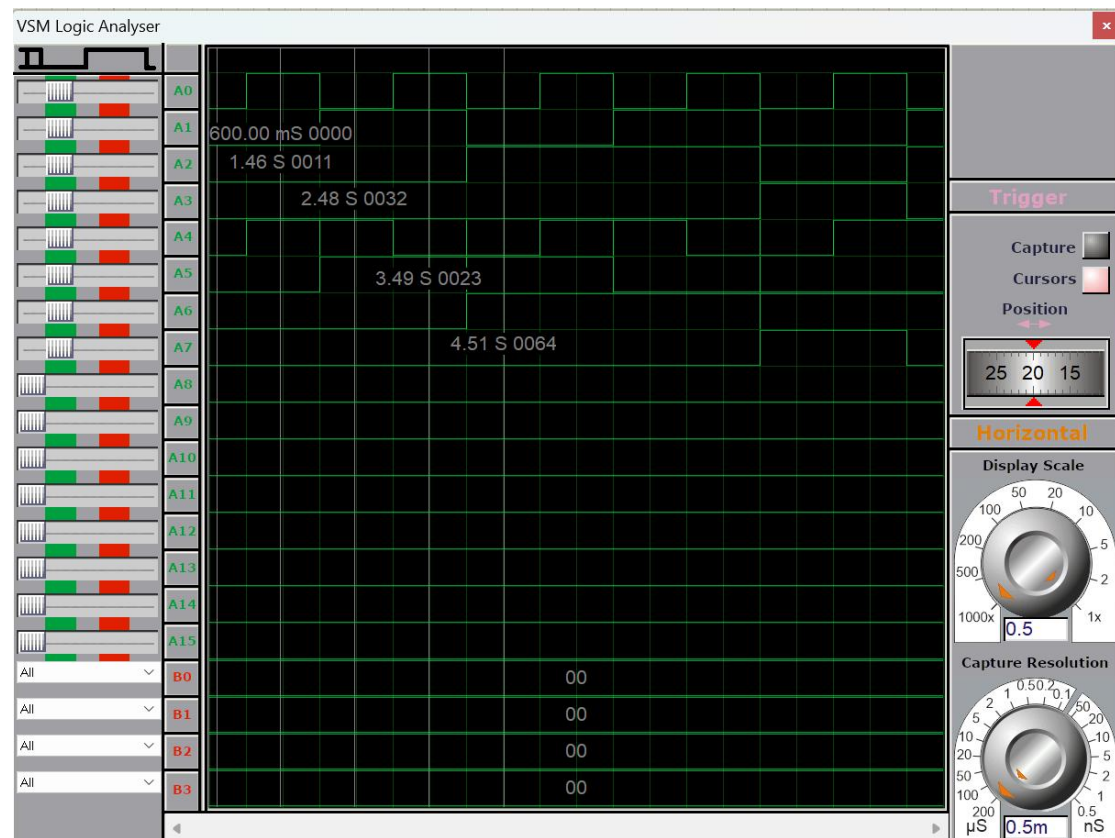 VSM Logic Analyser
A0
A1
600.00 mS 0000
A2
1.46 S 0011
A3
2.48 S 0032
A4
A5
3.49 S 0023
A6
A7
4.51 S 0064
A8
A9
A10
A11
A12
A13
A14
A15
All
B0
00
All
B1
00
All
B2
00
All
B3
00
Trigger
Capture
Cursors
Position
25 20 15
Horizontal
Display Scale
1000x 500 200 100 50 20 10 5 2 1x
0.5
Capture Resolution
200 100 50 20 10 5 2 1 0.5 0.2 0.1 50 20 10 5 2 1 0.5
µS 0.5m nS